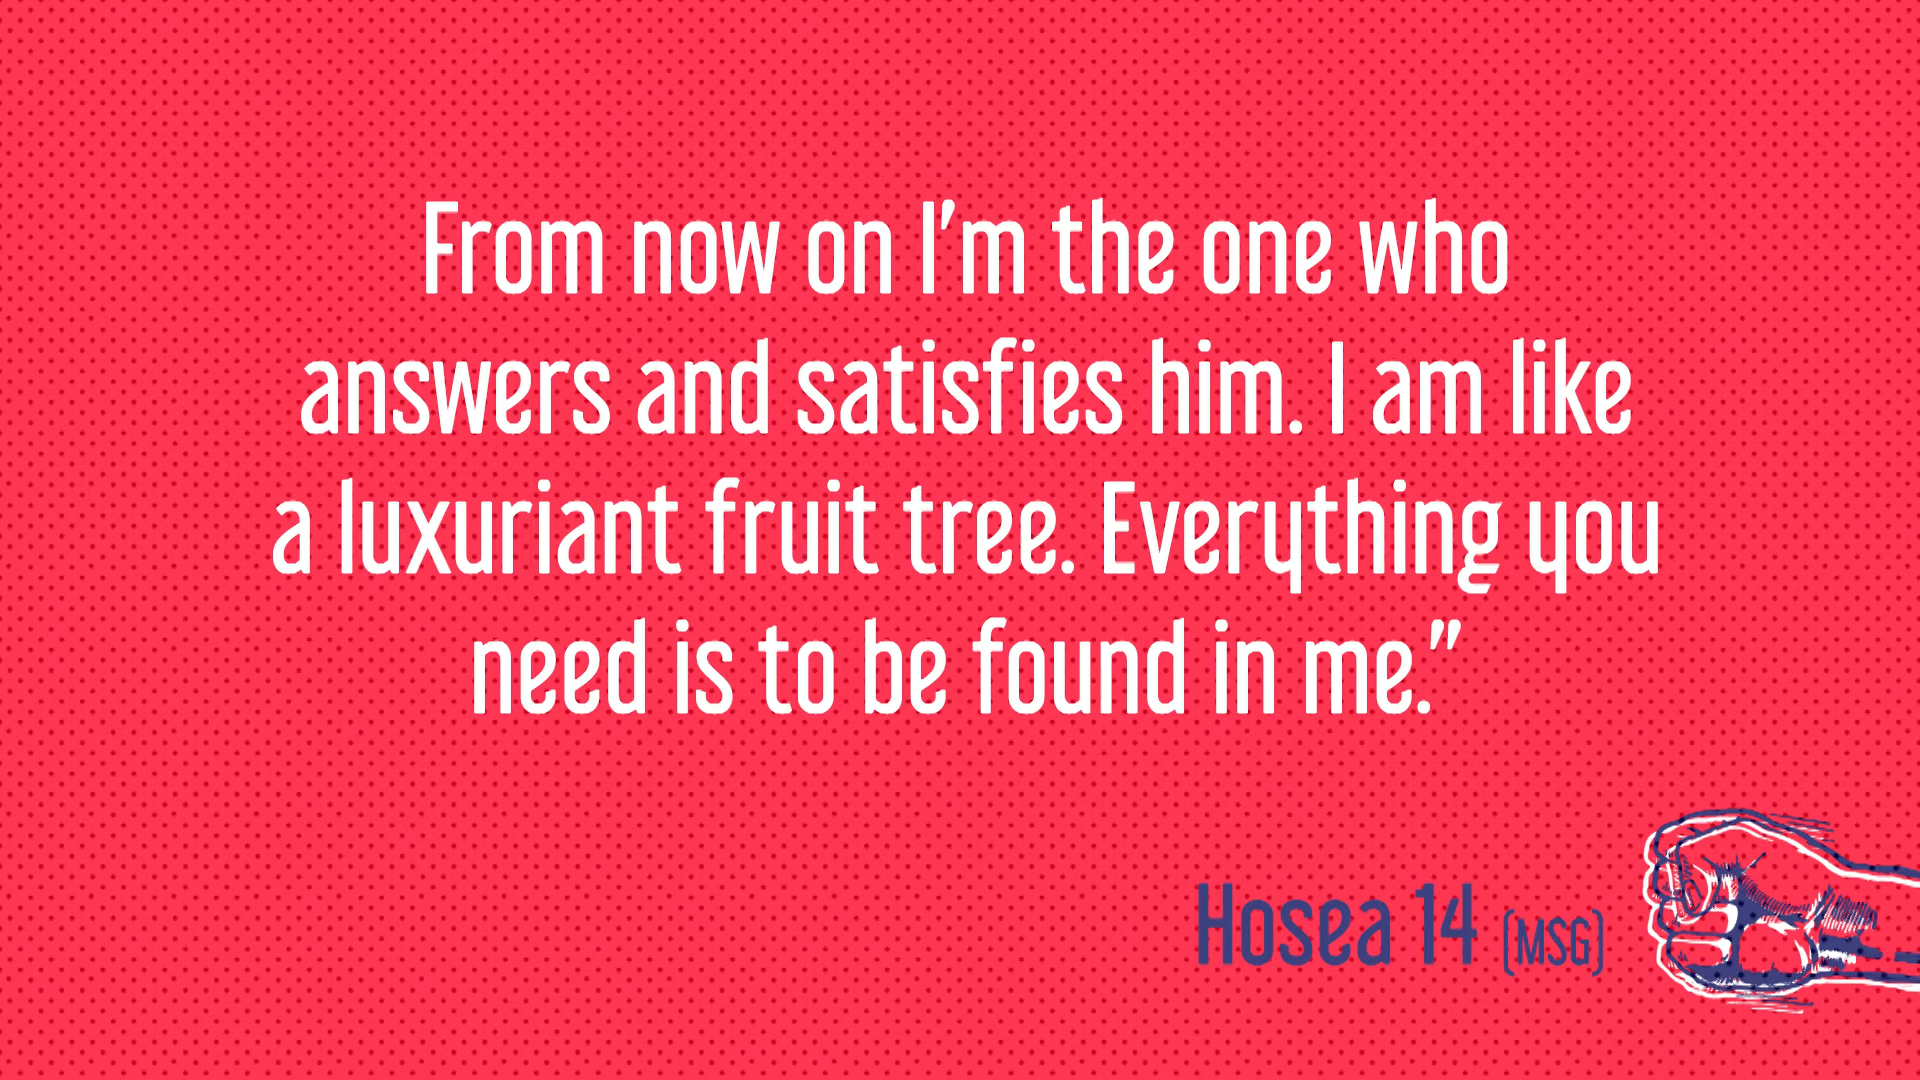 From now on I’m the one who
answers and satisfies him. I am like
a luxuriant fruit tree. Everything you
need is to be found in me.”
Hosea 14 (MSG)